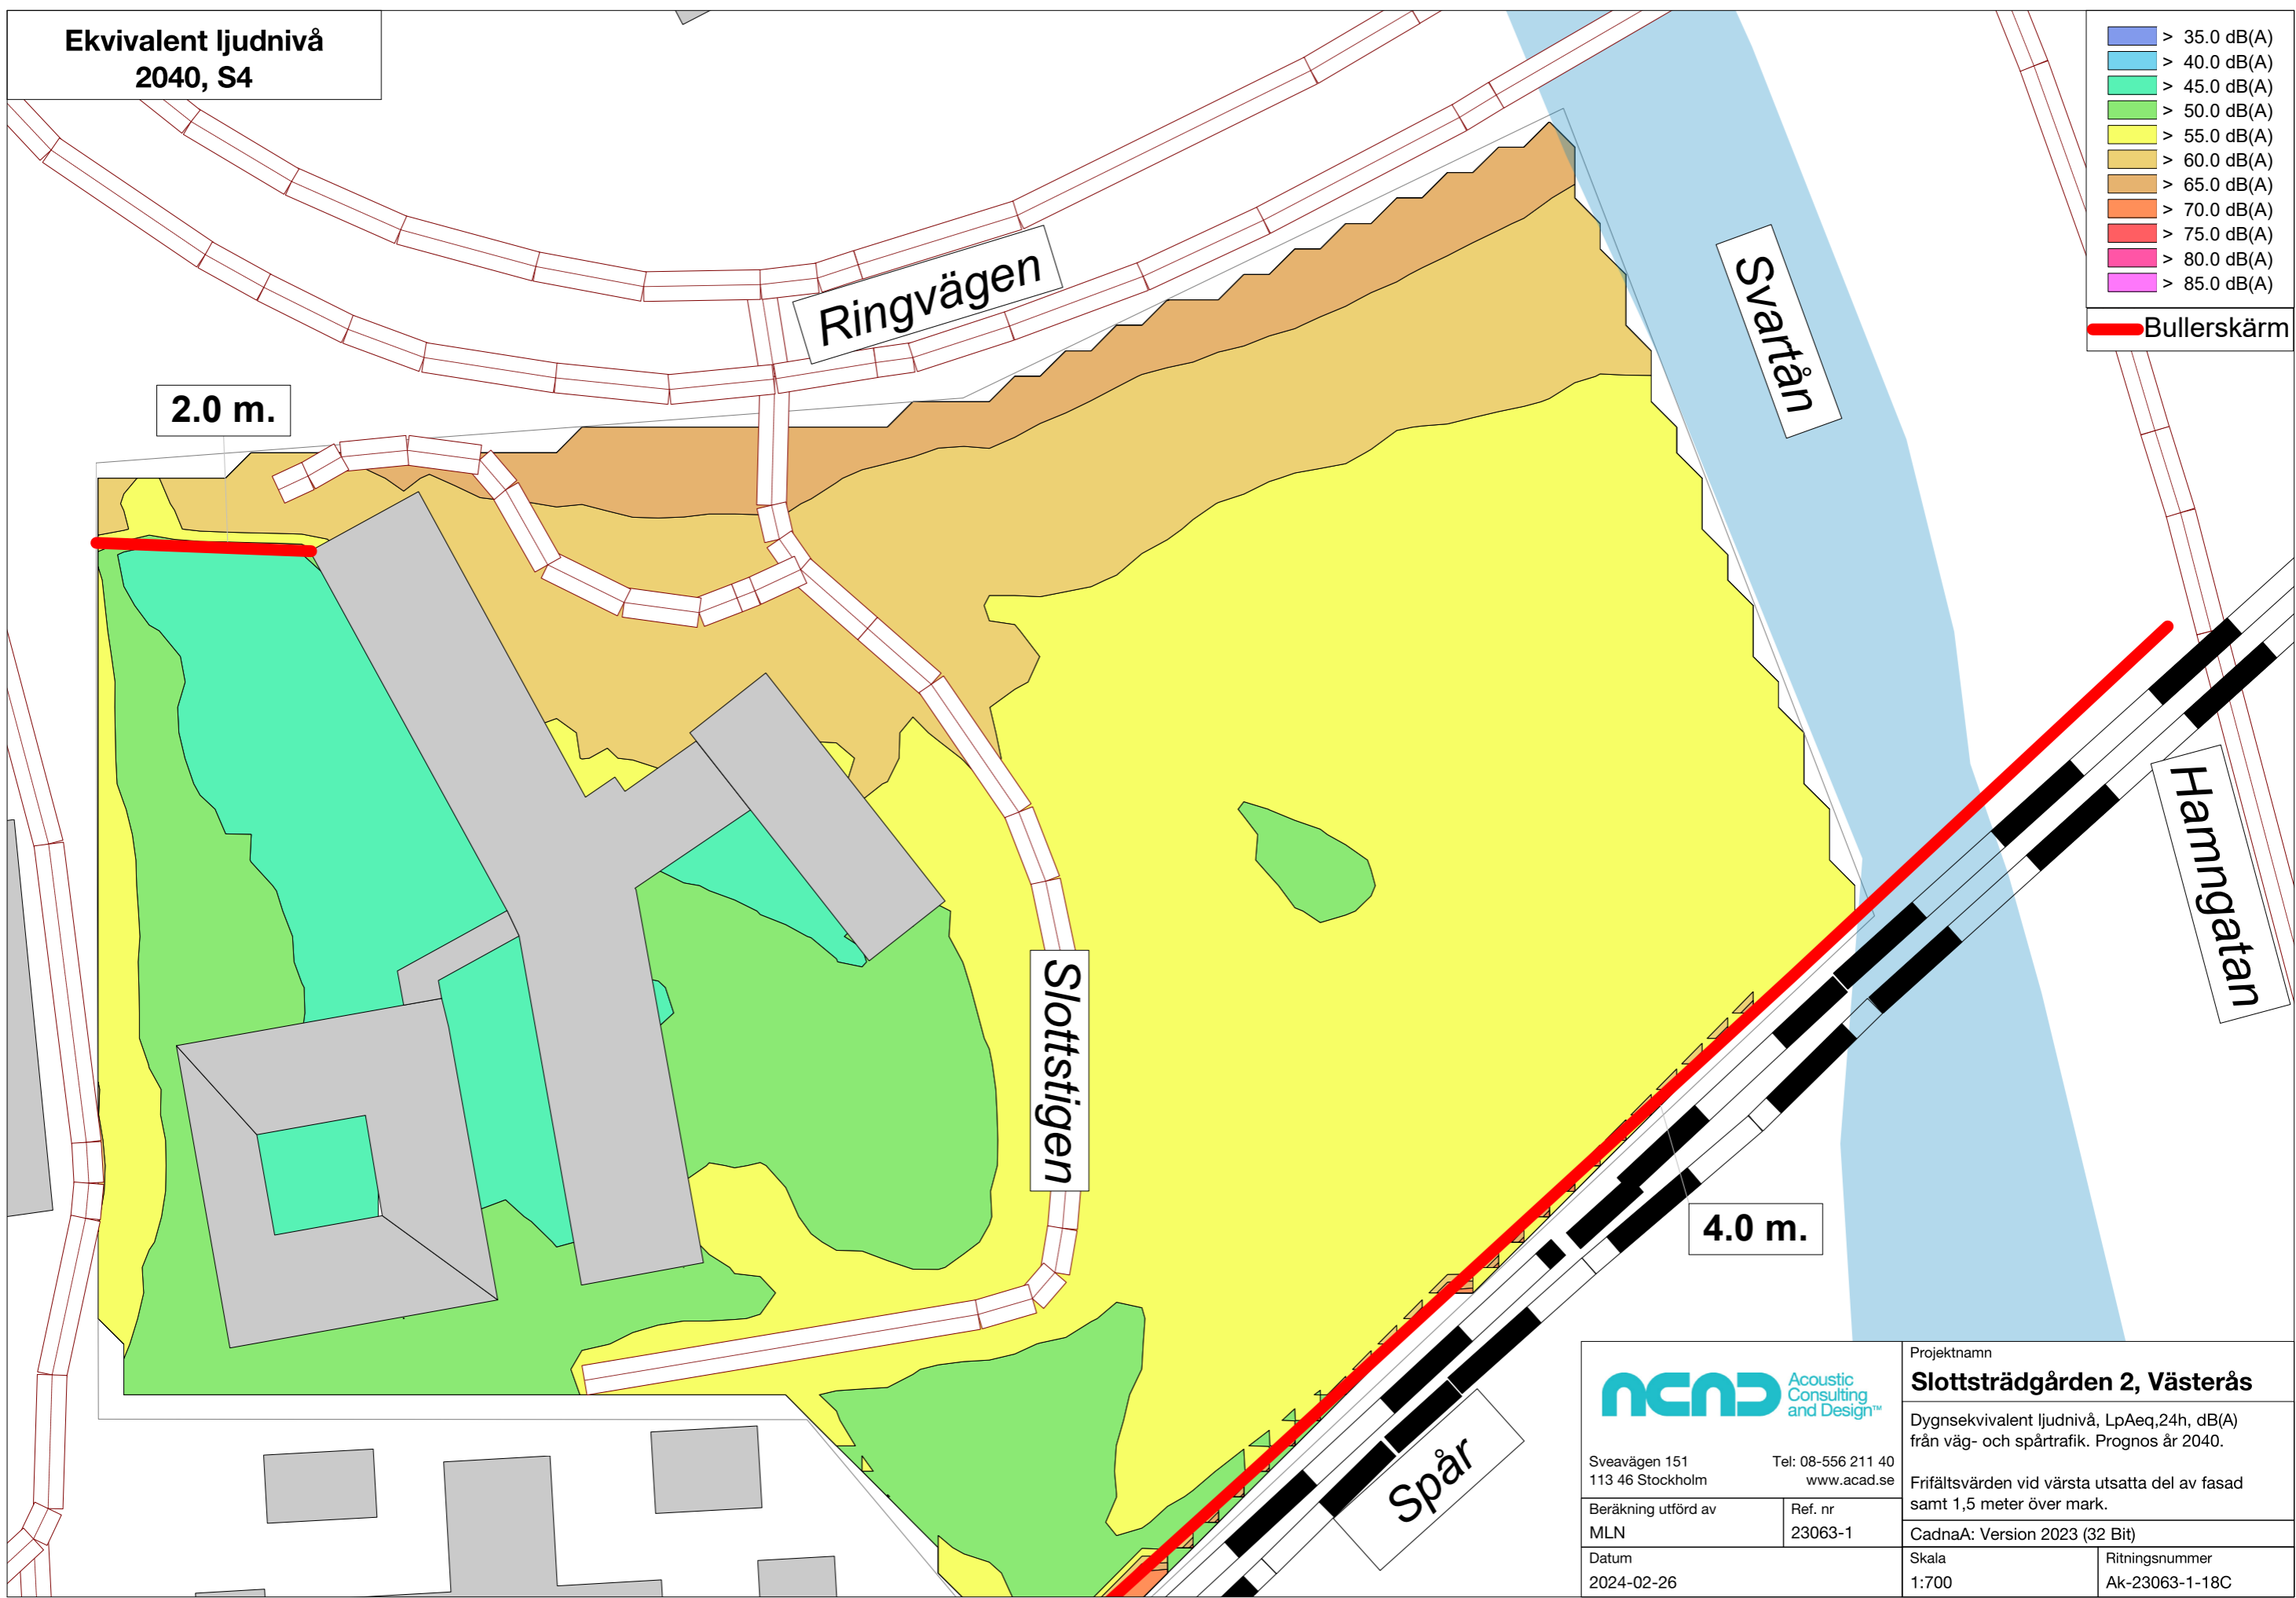 Ekvivalent ljudnivå
2040, S4
> 35.0 dB(A)
> 40.0 dB(A)
> 45.0 dB(A)
> 50.0 dB(A)
> 55.0 dB(A)
> 60.0 dB(A)
> 65.0 dB(A)
> 70.0 dB(A)
> 75.0 dB(A)
> 80.0 dB(A)
> 85.0 dB(A)
Bullerskärm
Ringvägen
Svartån
2.0 m.
Hamngatan
Slottstigen
4.0 m.
Spår
ACAD
Acoustic
Consulting
and Design™
Sveavägen 151
113 46 Stockholm
Tel: 08-556 211 40
www.acad.se
Beräkning utförd av
MLN
Ref. nr
23063-1
Datum
2024-02-26
Projektnamn
Slottsträdgården 2, Västerås
Dygnsekvivalent ljudnivå, LpAeq,24h, dB(A)
från väg- och spårtrafik. Prognos år 2040.
Frifältsvärden vid värsta utsatta del av fasad
samt 1,5 meter över mark.
CadnaA: Version 2023 (32 Bit)
Skala
1:700
Ritningsnummer
Ak-23063-1-18C